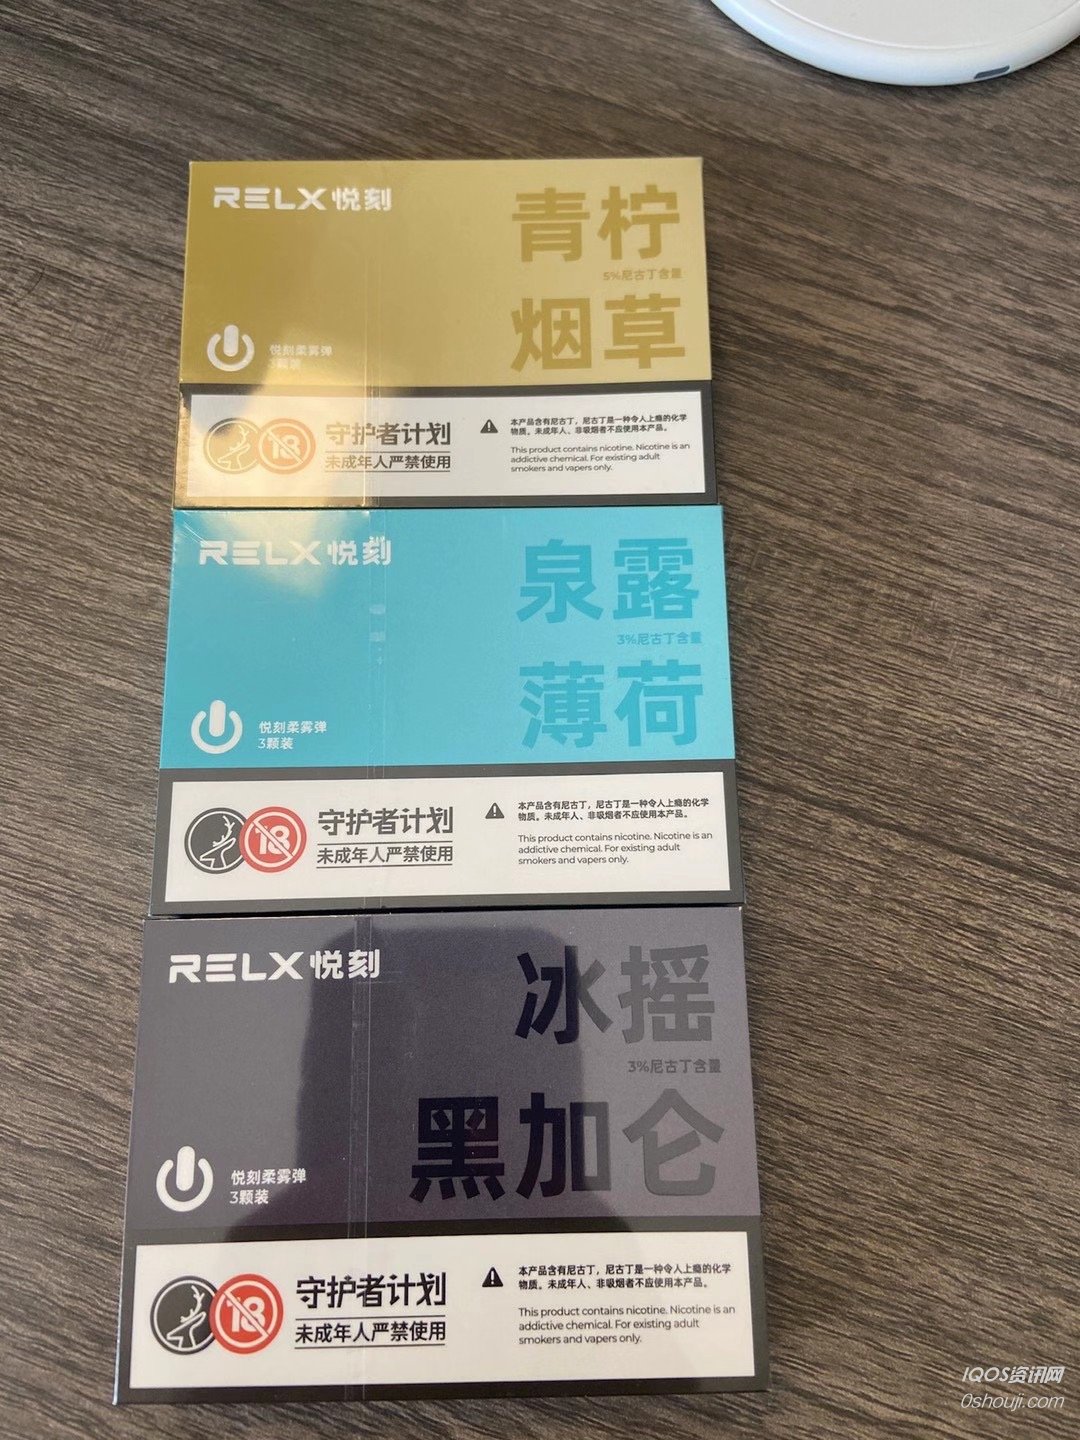 RELX 悦刻
青柠
5%尼古丁含量
烟草
悦刻柔雾弹
3颗装
18
守护者计划
未成年人严禁使用
本产品含有尼古丁，尼古丁是一种令人上瘾的化学
物质。未成年人、非吸烟者不应使用本产品。
This product contains nicotine. Nicotine is an
addictive chemical. For existing adult
smokers and vapers only.
RELX 悦刻
泉露
3%尼古丁含量
薄荷
悦刻柔雾弹
3颗装
18
守护者计划
未成年人严禁使用
本产品含有尼古丁，尼古丁是一种令人上瘾的化学
物质。未成年人、非吸烟者不应使用本产品。
This product contains nicotine. Nicotine is an
addictive chemical. For existing adult
smokers and vapers only.
RELX 悦刻
冰摇
3%尼古丁含量
黑加仑
悦刻柔雾弹
3颗装
18
守护者计划
未成年人严禁使用
本产品含有尼古丁，尼古丁是一种令人上瘾的化学
物质。未成年人、非吸烟者不应使用本产品。
This product contains nicotine. Nicotine is an
addictive chemical. For existing adult
smokers and vapers only.
IQOS资讯网
0shouji.com